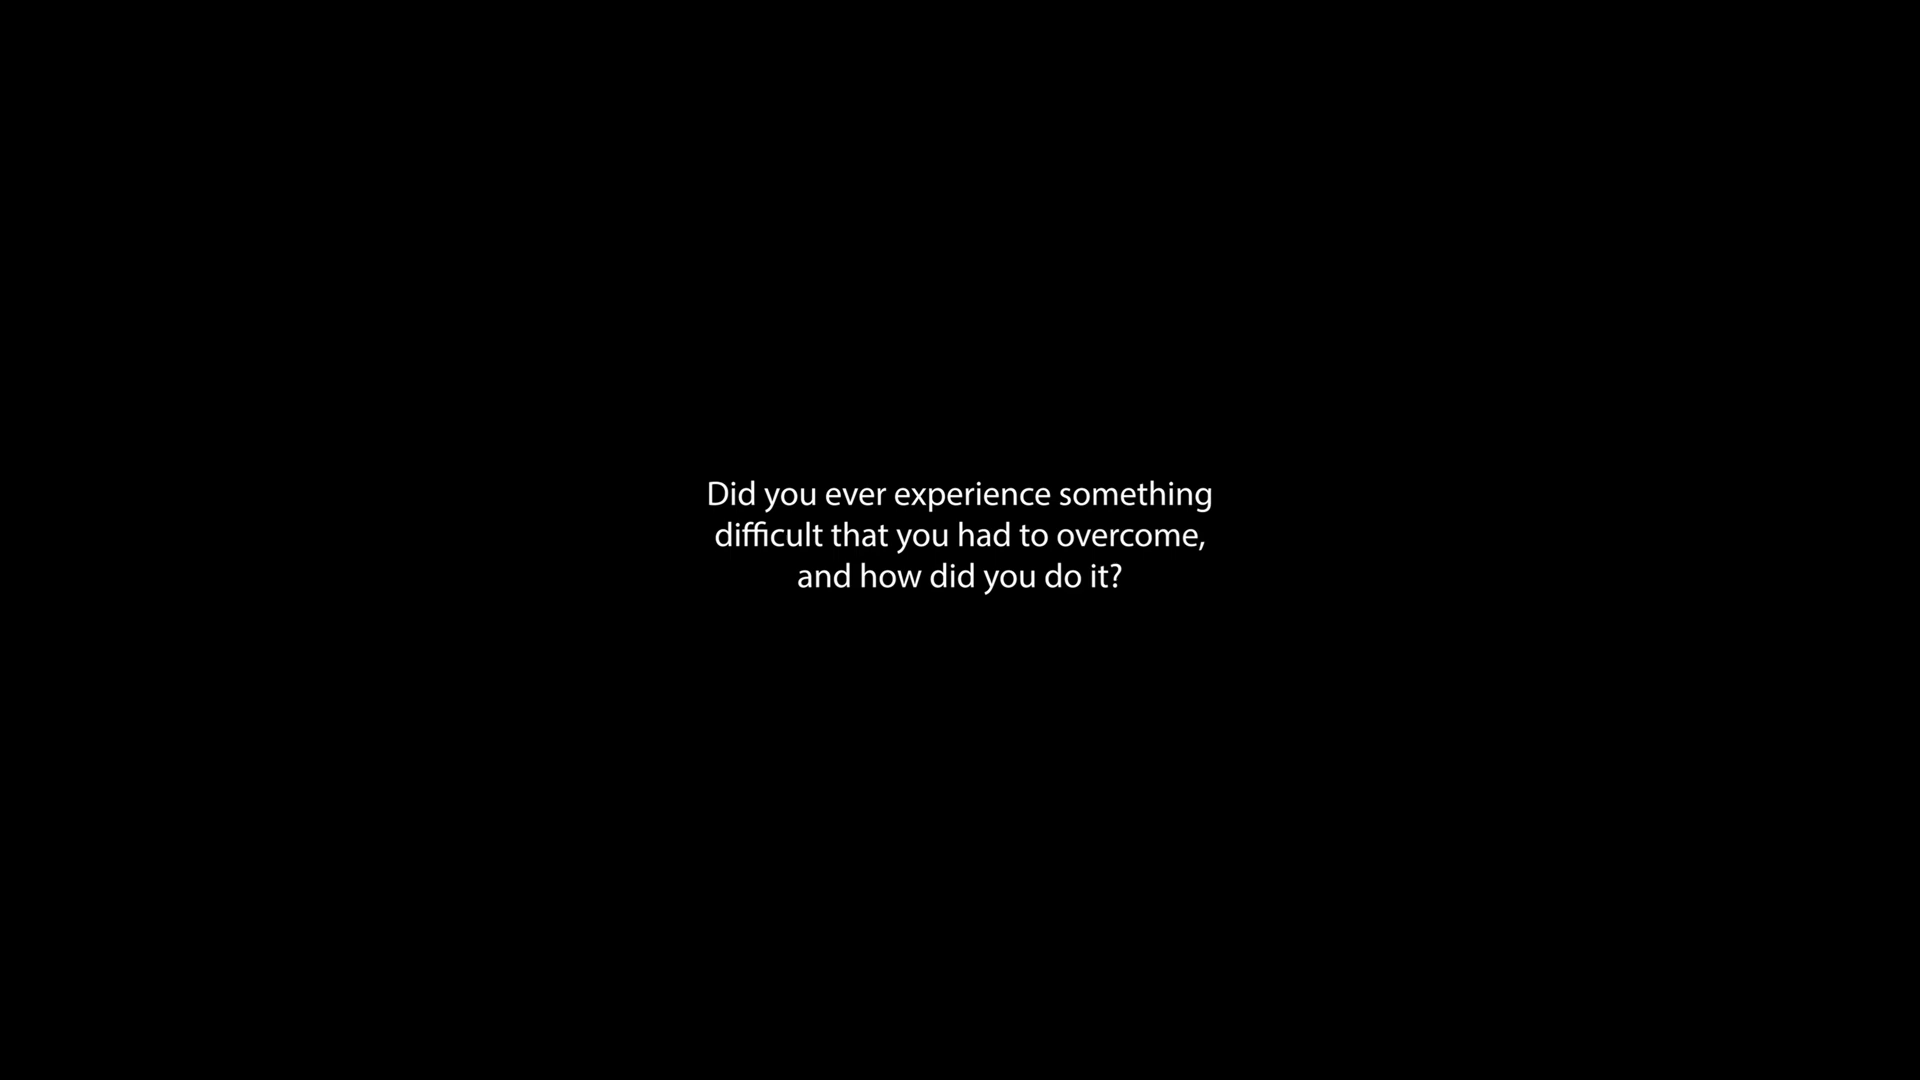 Did you ever experience something
difficult that you had to overcome,
and how did you do it?